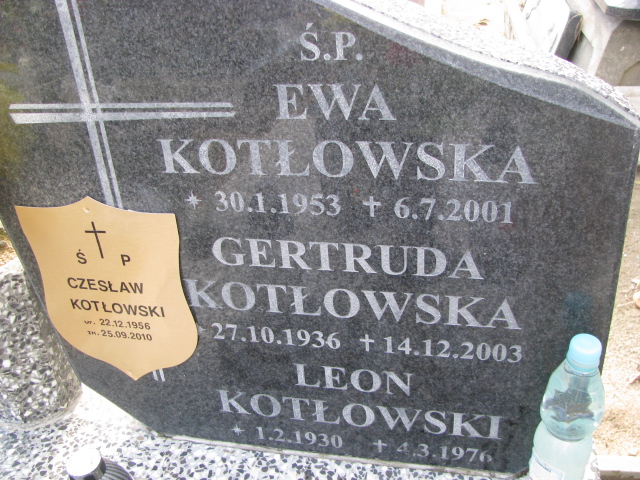 Ś.P.
EWA
KOTŁOWSKA
* 30.1.1953 † 6.7.2001
GERTRUDA
KOTŁOWSKA
27.10.1936 † 14.12.2003
LEON
KOTŁOWSKI
* 1.2.1930 † 4.3.1976
Ś P
CZESŁAW
KOTŁOWSKI
ur. 22.12.1956
zm. 25.09.2010